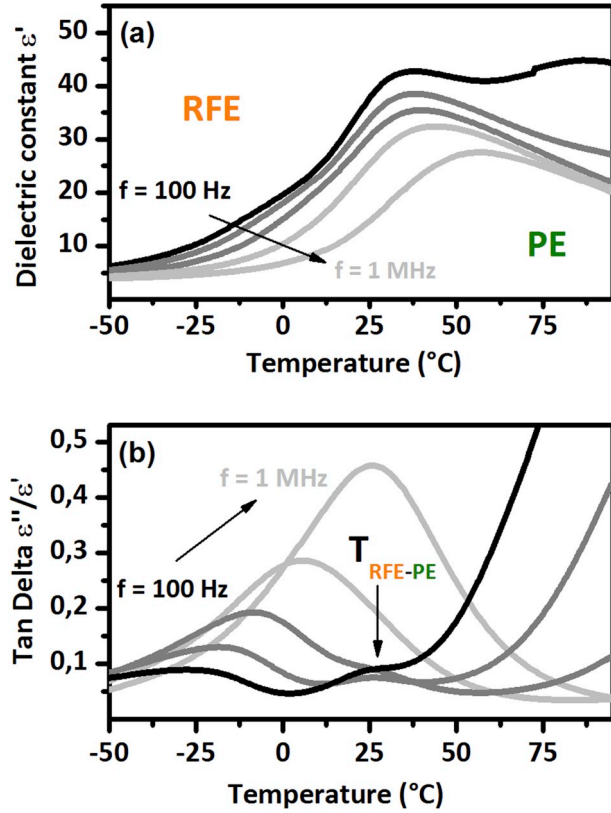 (a)
Dielectric constant ε'
50
40
30
20
10
RFE
f = 100 Hz
PE
f = 1 MHz
-50 -25 0 25 50 75
Temperature (°C)
(b)
Tan Delta ε''/ε'
0,5
0,4
0,3
0,2
0,1
f = 1 MHz
f = 100 Hz
T RFE-PE
-50 -25 0 25 50 75
Temperature (°C)